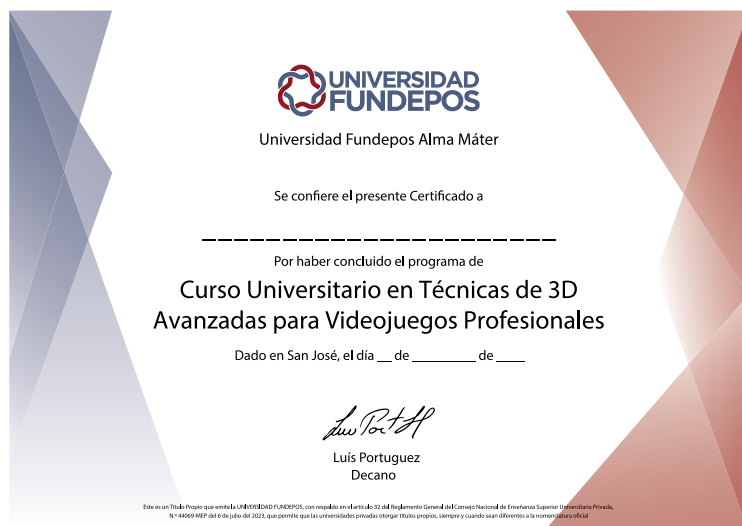 UNIVERSIDAD
FUNDEPOS
Universidad Fundepos Alma Máter
Se confiere el presente Certificado a
Por haber concluido el programa de
Curso Universitario en Técnicas de 3D
Avanzadas para Videojuegos Profesionales
Dado en San José, el día __ de ________ de ____
Luís Portuguez
Decano
Este es un Título Propio que emite la UNIVERSIDAD FUNDEPOS, con respaldo en el artículo 32 del Reglamento General del Consejo Nacional de Enseñanza Superior Universitaria Privada,
N.º 44069-MEP del 6 de julio del 2023, que permite que las universidades privadas otorgar títulos propios, siempre y cuando sean diferentes a la nomenclatura oficial